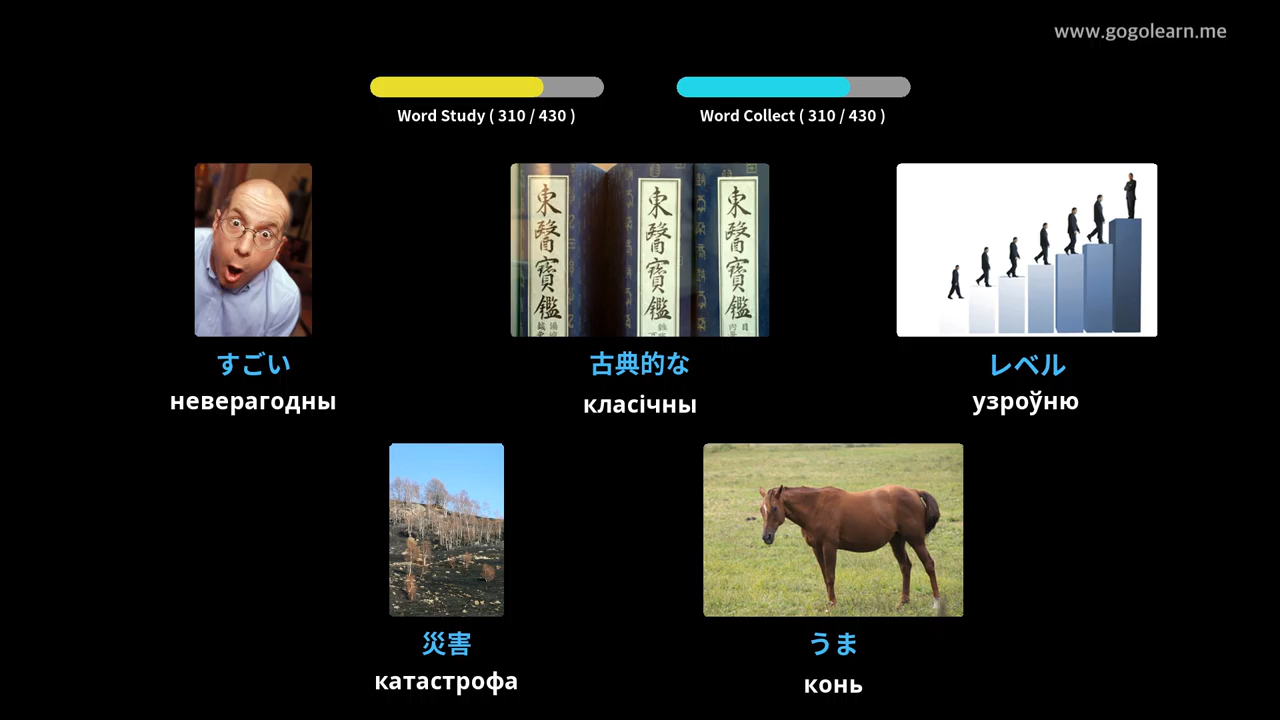 www.gogolearn.me
Word Study ( 310 / 430 )
Word Collect ( 310 / 430 )
東醫寶鑑
東醫寶鑑
東醫寶鑑
すごい
неверагодны
古典的な
класічны
レベル
узроўню
災害
катастрофа
うま
конь